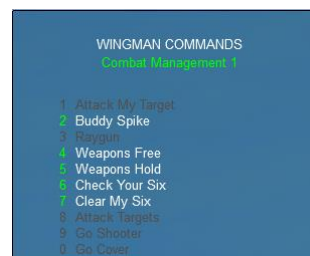 WINGMAN COMMANDS
Combat Management 1
1 Attack My Target
2 Buddy Spike
3 Raygun
4 Weapons Free
5 Weapons Hold
6 Check Your Six
7 Clear My Six
8 Attack Targets
9 Go Shooter
0 Go Cover